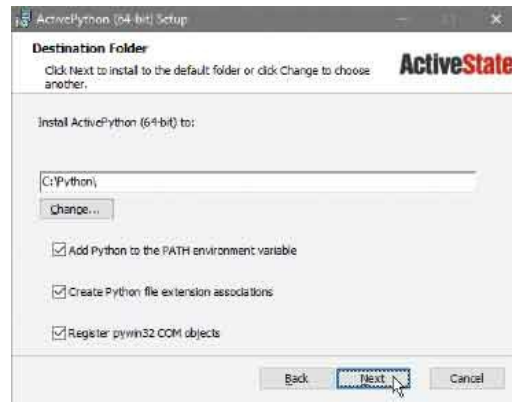 ActivePython (64-bit) Setup
Destination Folder
Click Next to install to the default folder or click Change to choose
another.
ActiveState
Install ActivePython (64-bit) to:
C:\Python\
Change...
Add Python to the PATH environment variable
Create Python file extension associations
Register pywin32 COM objects
Back Next Cancel